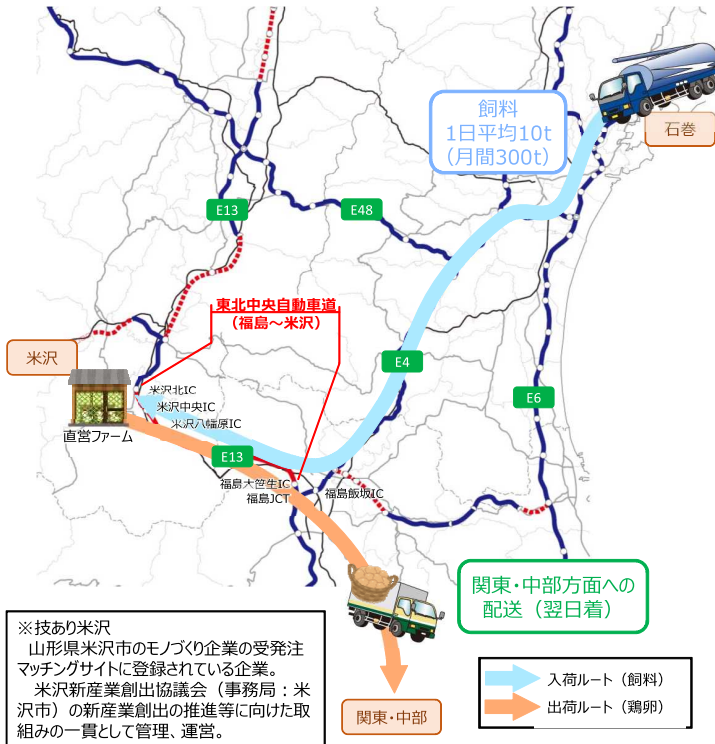 飼料
1日平均10t
（月間300t）
石巻
E13
E48
東北中央自動車道
（福島～米沢）
米沢
E4
E6
米沢北IC
米沢中央IC
米沢八幡原IC
直営ファーム
E13
福島大笹生IC
福島JCT
福島飯坂IC
関東・中部方面への
配送（翌日着）
※技あり米沢
山形県米沢市のモノづくり企業の受発注
マッチングサイトに登録されている企業。
米沢新産業創出協議会（事務局：米
沢市）の新産業創出の推進等に向けた取
組みの一貫として管理、運営。
入荷ルート（飼料）
出荷ルート（鶏卵）
関東・中部